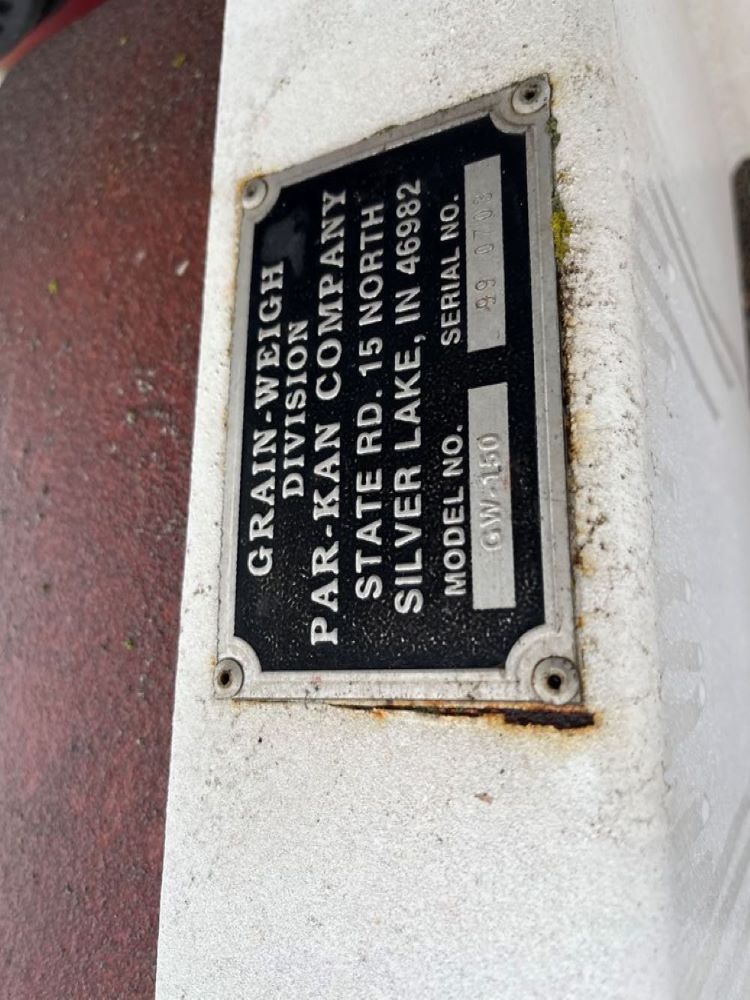 GRAIN-WEIGH
DIVISION
PAR-KAN COMPANY
STATE RD. 15 NORTH
SILVER LAKE, IN 46982
MODEL NO. SERIAL NO.
GW-150 99 0703